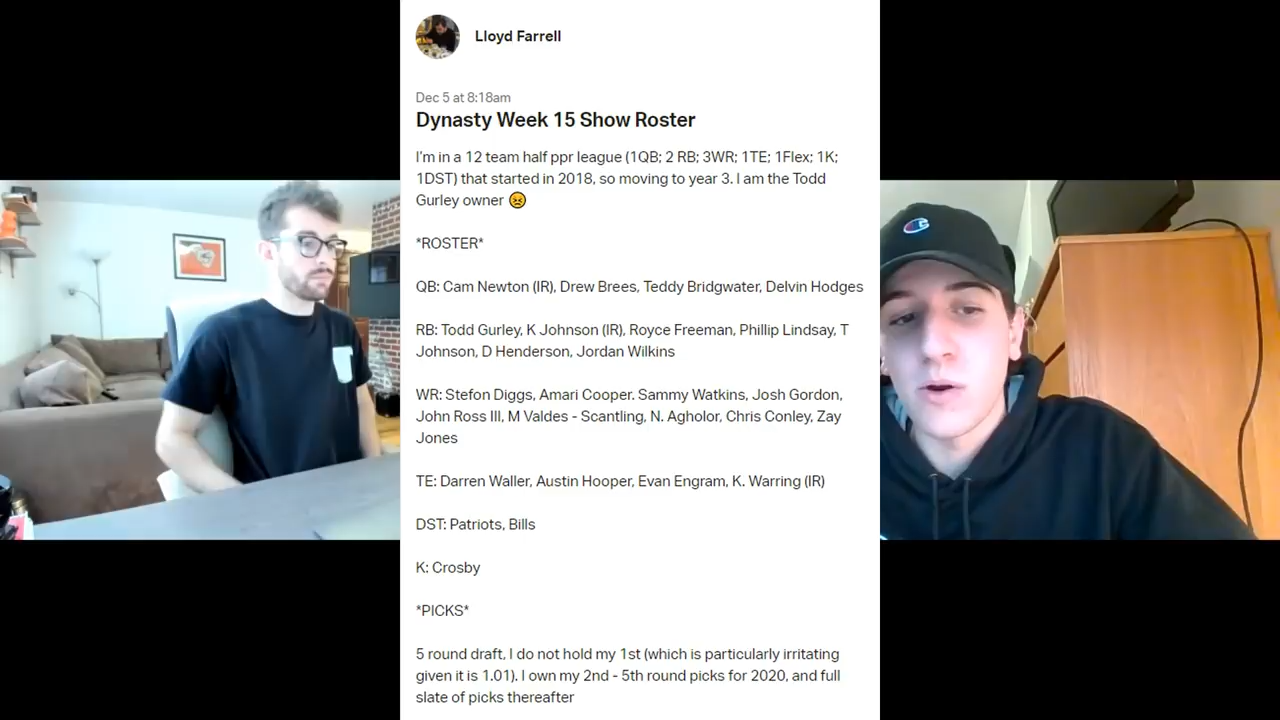 Lloyd Farrell
Dec 5 at 8:18am
Dynasty Week 15 Show Roster
I'm in a 12 team half ppr league (1QB; 2 RB; 3WR; 1TE; 1Flex; 1K;
1DST) that started in 2018, so moving to year 3. I am the Todd
Gurley owner 😖
*ROSTER*
QB: Cam Newton (IR), Drew Brees, Teddy Bridgwater, Delvin Hodges
RB: Todd Gurley, K Johnson (IR), Royce Freeman, Phillip Lindsay, T
Johnson, D Henderson, Jordan Wilkins
WR: Stefon Diggs, Amari Cooper. Sammy Watkins, Josh Gordon,
John Ross III, M Valdes - Scantling, N. Agholor, Chris Conley, Zay
Jones
TE: Darren Waller, Austin Hooper, Evan Engram, K. Warring (IR)
DST: Patriots, Bills
K: Crosby
*PICKS*
5 round draft, I do not hold my 1st (which is particularly irritating
given it is 1.01). I own my 2nd - 5th round picks for 2020, and full
slate of picks thereafter